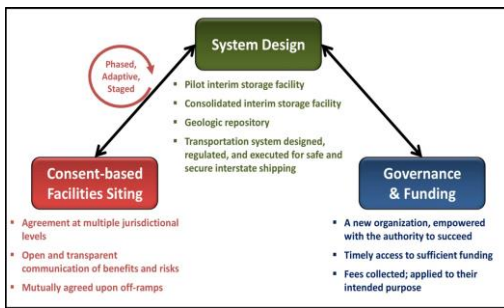 System Design
Phased,
Adaptive,
Staged
▪ Pilot interim storage facility
▪ Consolidated interim storage facility
▪ Geologic repository
▪ Transportation system designed,
regulated, and executed for safe and
secure interstate shipping
Consent-based
Facilities Siting
▪ Agreement at multiple jurisdictional
levels
▪ Open and transparent
communication of benefits and risks
▪ Mutually agreed upon off-ramps
Governance
& Funding
▪ A new organization, empowered
with the authority to succeed
▪ Timely access to sufficient funding
▪ Fees collected; applied to their
intended purpose